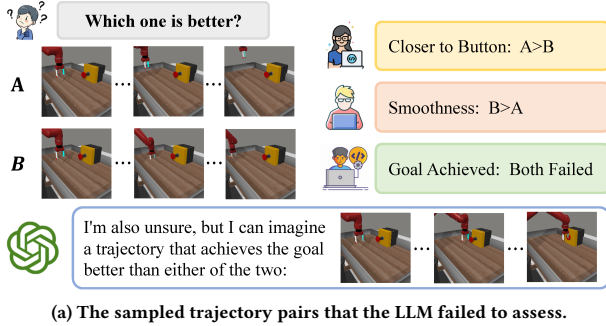 Which one is better?
A
B
Closer to Button: A>B
Smoothness: B>A
Goal Achieved: Both Failed
I'm also unsure, but I can imagine
a trajectory that achieves the goal
better than either of the two:
(a) The sampled trajectory pairs that the LLM failed to assess.